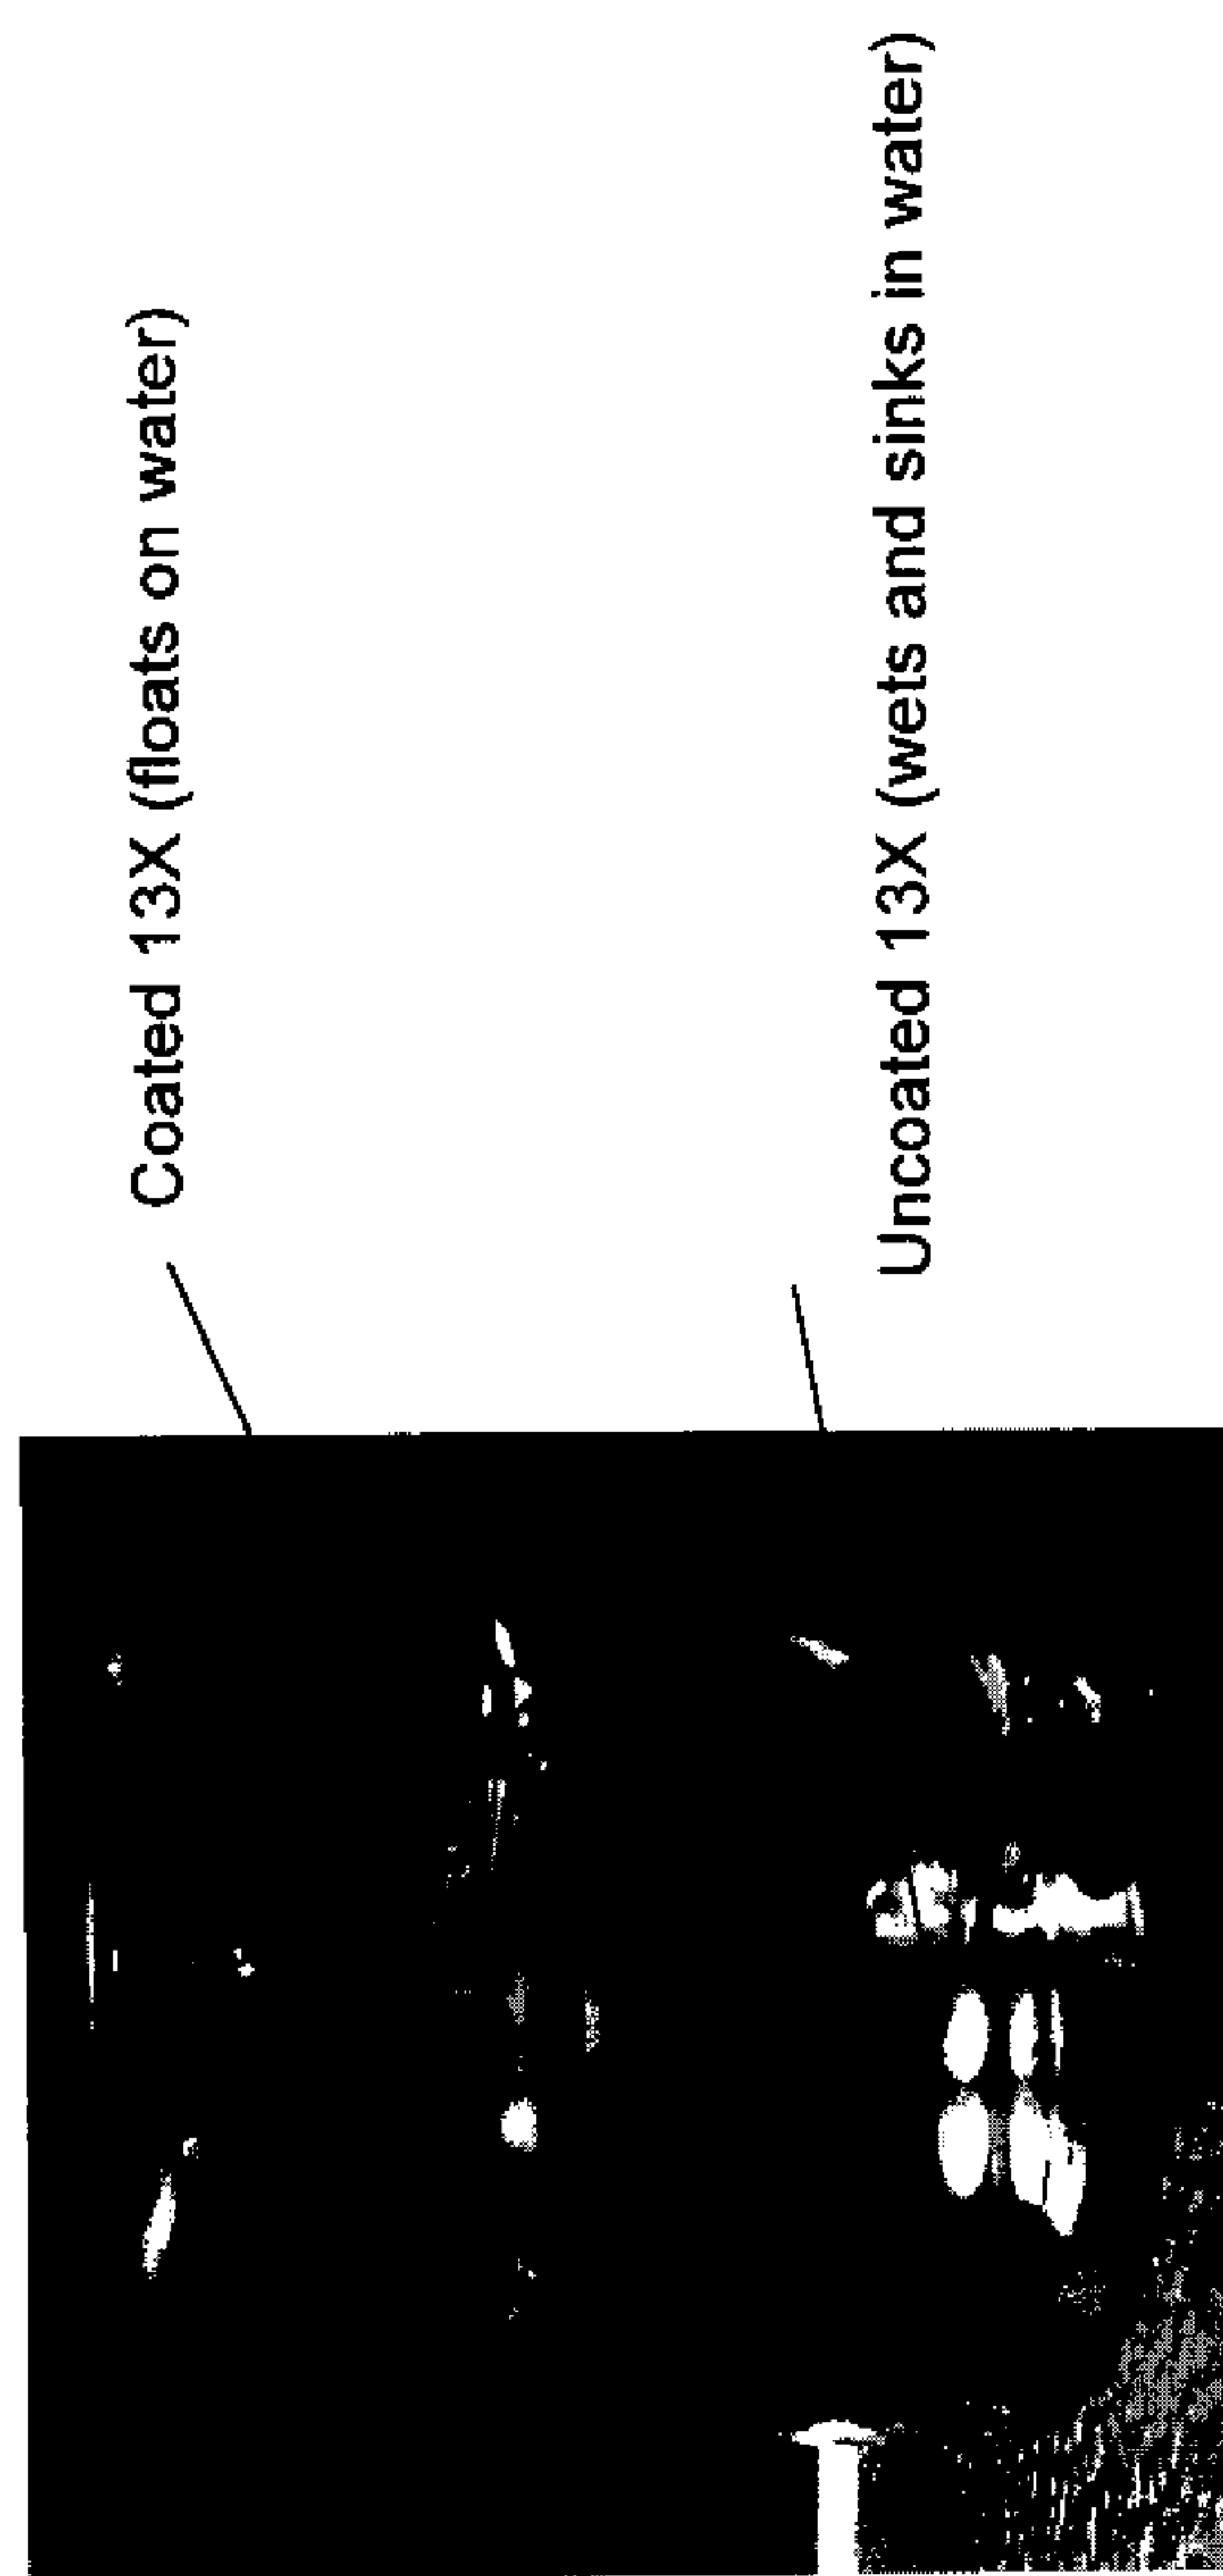 Coated 13X (floats on water)
Uncoated 13X (wets and sinks in water)